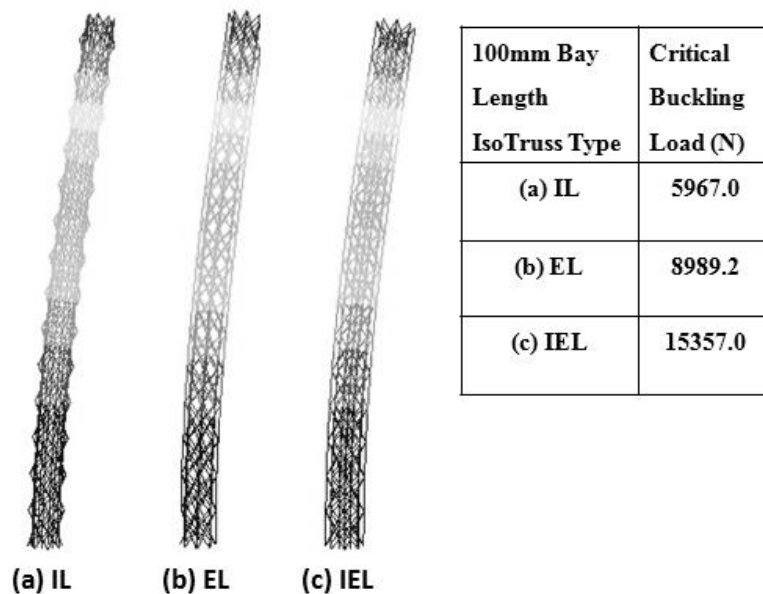 100mm Bay
Length
IsoTruss Type
Critical
Buckling
Load (N)
(a) IL
5967.0
(b) EL
8989.2
(c) IEL
15357.0
(a) IL
(b) EL
(c) IEL